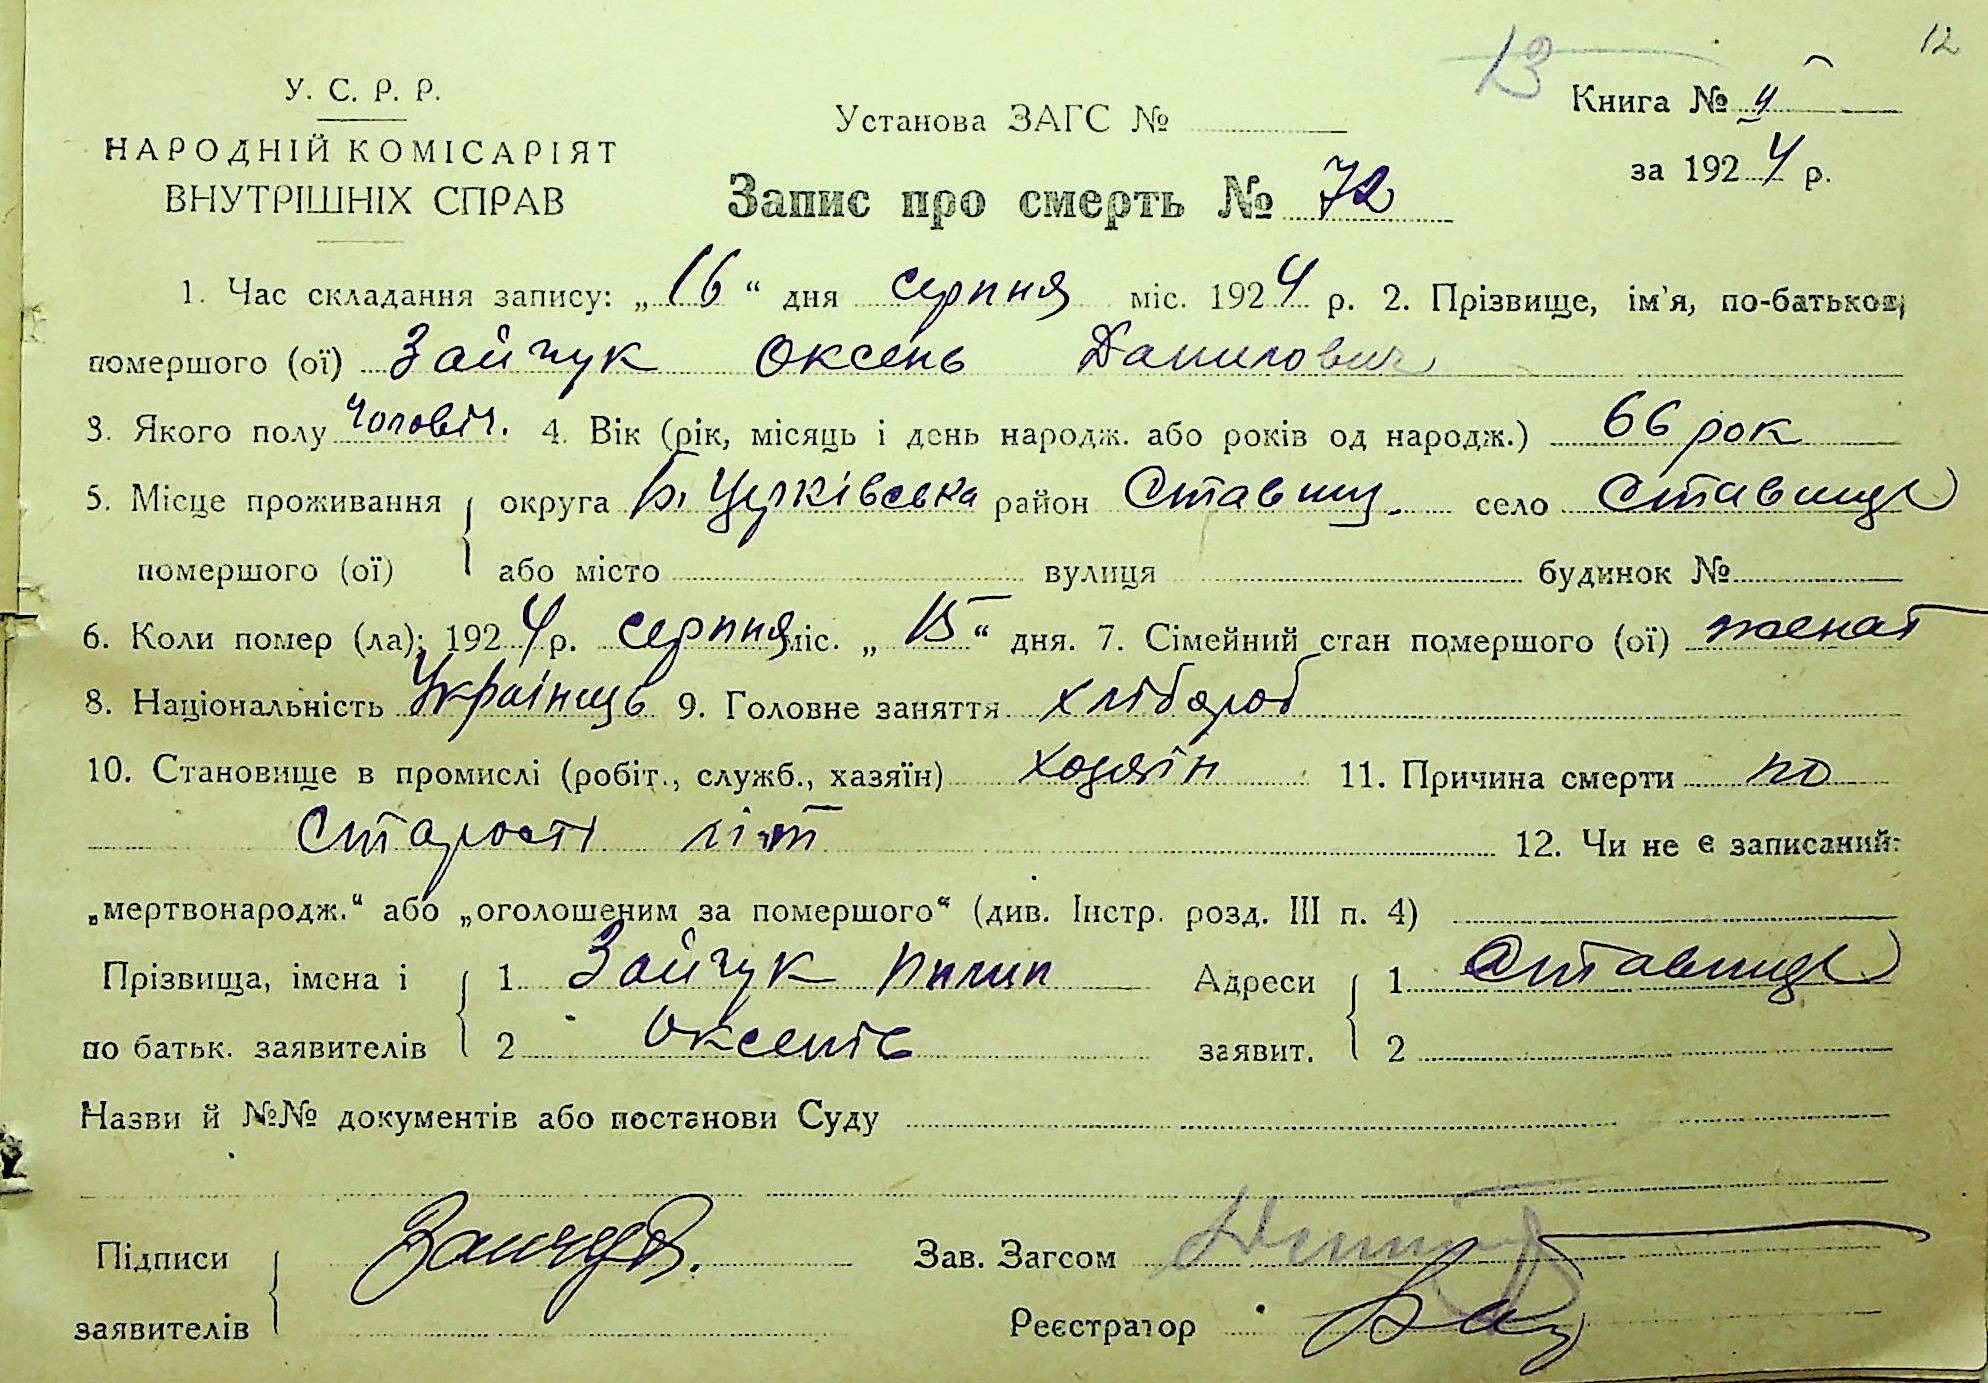 12
13
У. С. Р. Р.
НАРОДНІЙ КОМІСАРІЯТ
ВНУТРІШНІХ СПРАВ
Установа ЗАГС №
Книга № 4
за 1924 р.
Запис про смерть № 72
1. Час складання запису: „16“ дня серпня міс. 1924 р. 2. Прізвище, ім'я, по-батькові
помершого (ої) Зайчук Оксень Данилович
3. Якого полу чоловіч. 4. Вік (рік, місяць і день народж. або років од народж.) 66 рок
5. Місце проживання округа Б. Церківська район Ставищ. село Ставище
помершого (ої) або місто вулиця будинок №
6. Коли помер (ла): 1924 р. серпня міс. „15“ дня. 7. Сімейний стан помершого (ої) женат
8. Національність Українець 9. Головне заняття хлібороб
10. Становище в промислі (робіт., служб., хазяїн) хозяїн 11. Причина смерти по
старості літ 12. Чи не є записаний:
„мертвонародж.“ або „оголошеним за помершого“ (див. Інстр. розд. III п. 4)
Прізвища, імена і 1. Зайчук Пилип Адреси 1 Ставище
по батьк. заявителів 2 Оксентів заявит. 2
Назви й №№ документів або постанови Суду
Підписи Зав. Загсом
заявителів Реєстратор